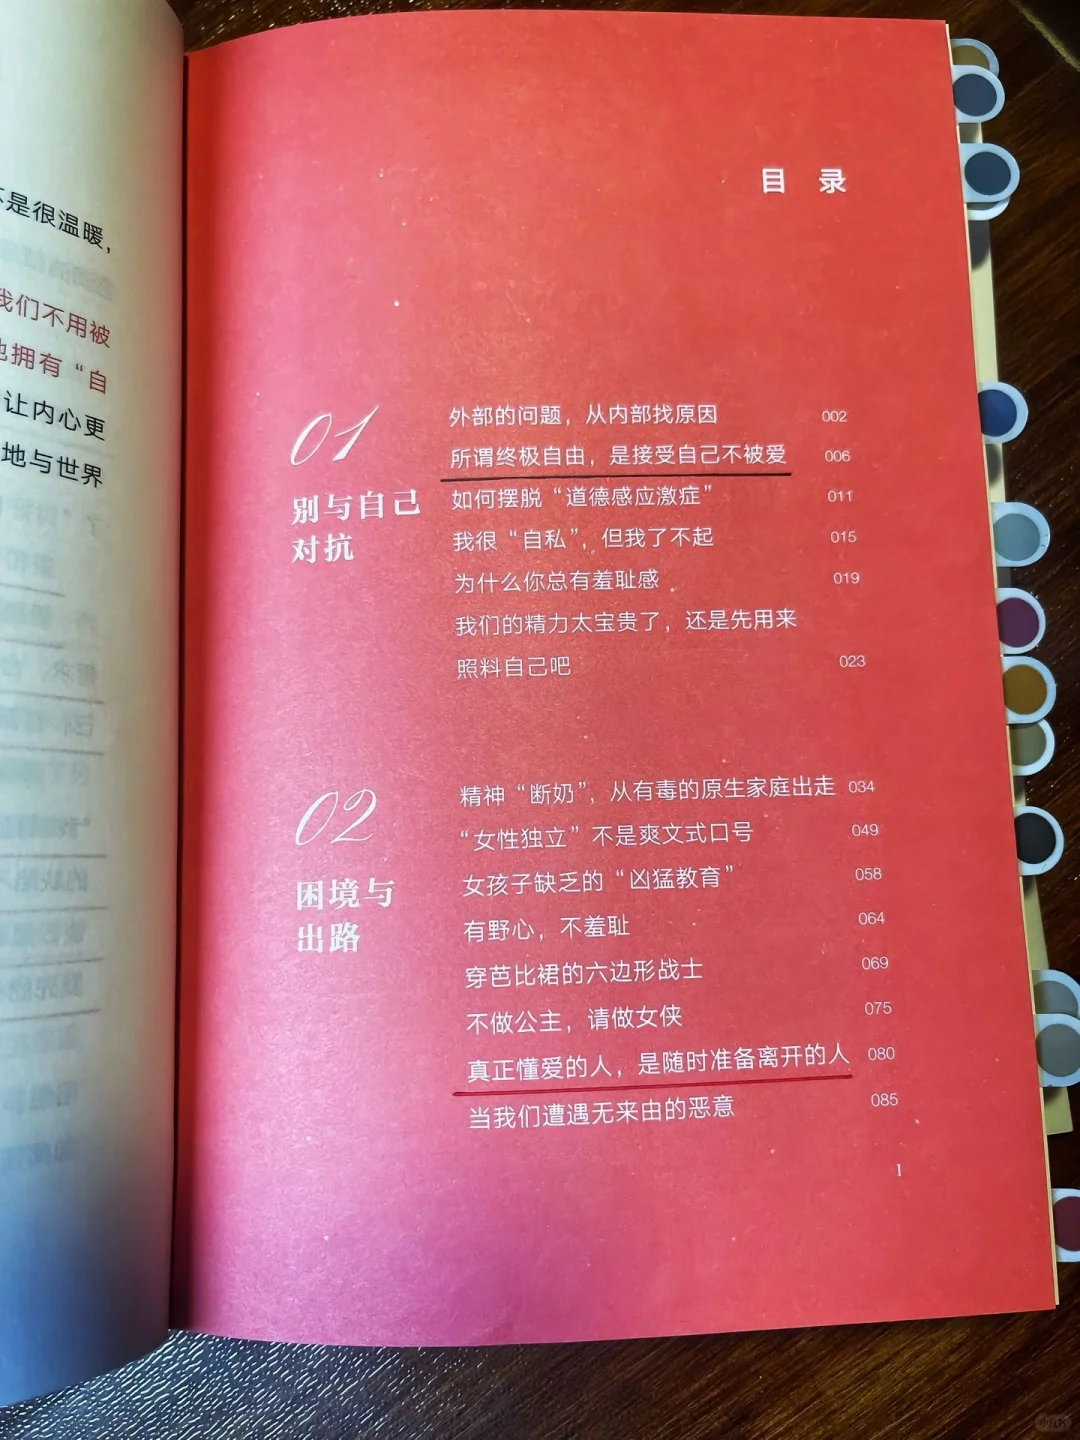 不是很温暖，
我们不用被
地拥有“自
让内心更
地与世界
目 录
01
别与自己
对抗
外部的问题，从内部找原因 002
所谓终极自由，是接受自己不被爱 006
如何摆脱“道德感应激症” 011
我很“自私”，但我了不起 015
为什么你总有羞耻感 019
我们的精力太宝贵了，还是先用来
照料自己吧 023
02
困境与
出路
精神“断奶”，从有毒的原生家庭出走 034
“女性独立”不是爽文式口号 049
女孩子缺乏的“凶猛教育” 058
有野心，不羞耻 064
穿芭比裙的六边形战士 069
不做公主，请做女侠 075
真正懂爱的人，是随时准备离开的人 080
当我们遭遇无来由的恶意 085
I